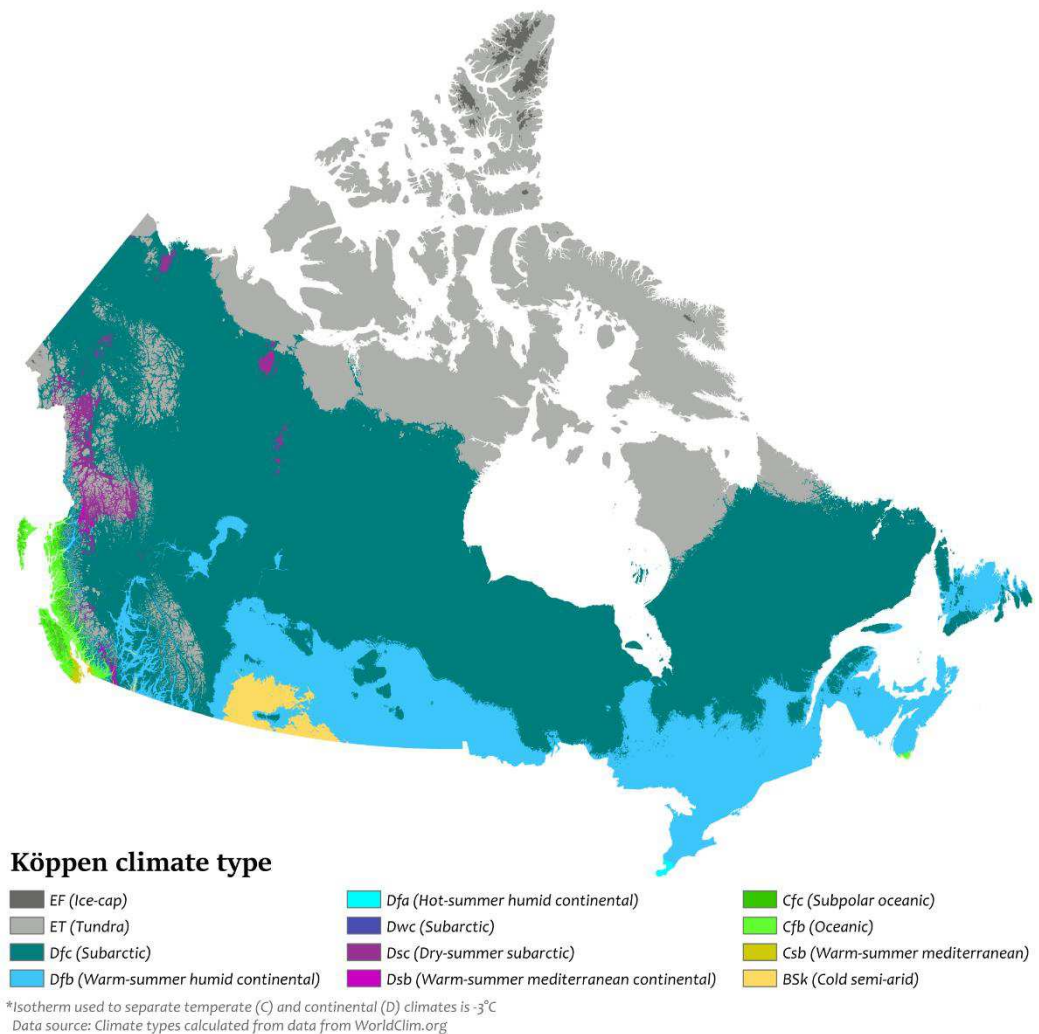 Köppen climate type
EF (Ice-cap)
ET (Tundra)
Dfc (Subarctic)
Dfb (Warm-summer humid continental)
Dfa (Hot-summer humid continental)
Dwc (Subarctic)
Dsc (Dry-summer subarctic)
Dsb (Warm-summer mediterranean continental)
Cfc (Subpolar oceanic)
Cfb (Oceanic)
Csb (Warm-summer mediterranean)
BSk (Cold semi-arid)
*Isotherm used to separate temperate (C) and continental (D) climates is -3°C
Data source: Climate types calculated from data from WorldClim.org